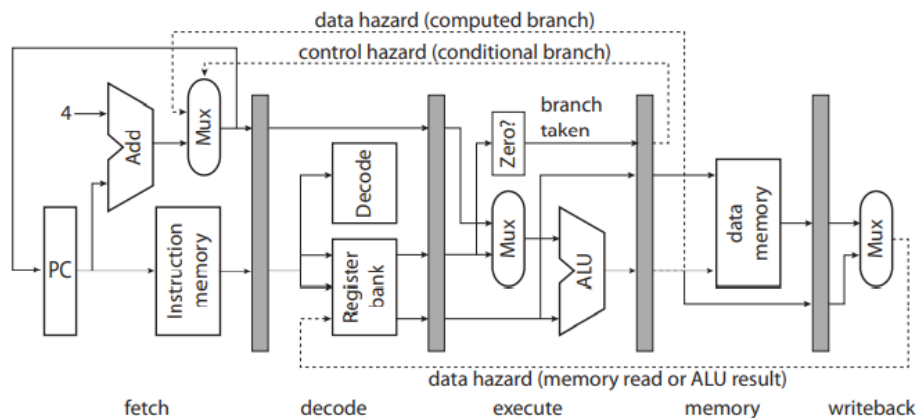 data hazard (computed branch)
control hazard (conditional branch)
4
Add
Mux
branch
taken
Zero?
Decode
PC
Instruction
memory
Register
bank
Mux
ALU
data
memory
Mux
data hazard (memory read or ALU result)
fetch
decode
execute
memory
writeback